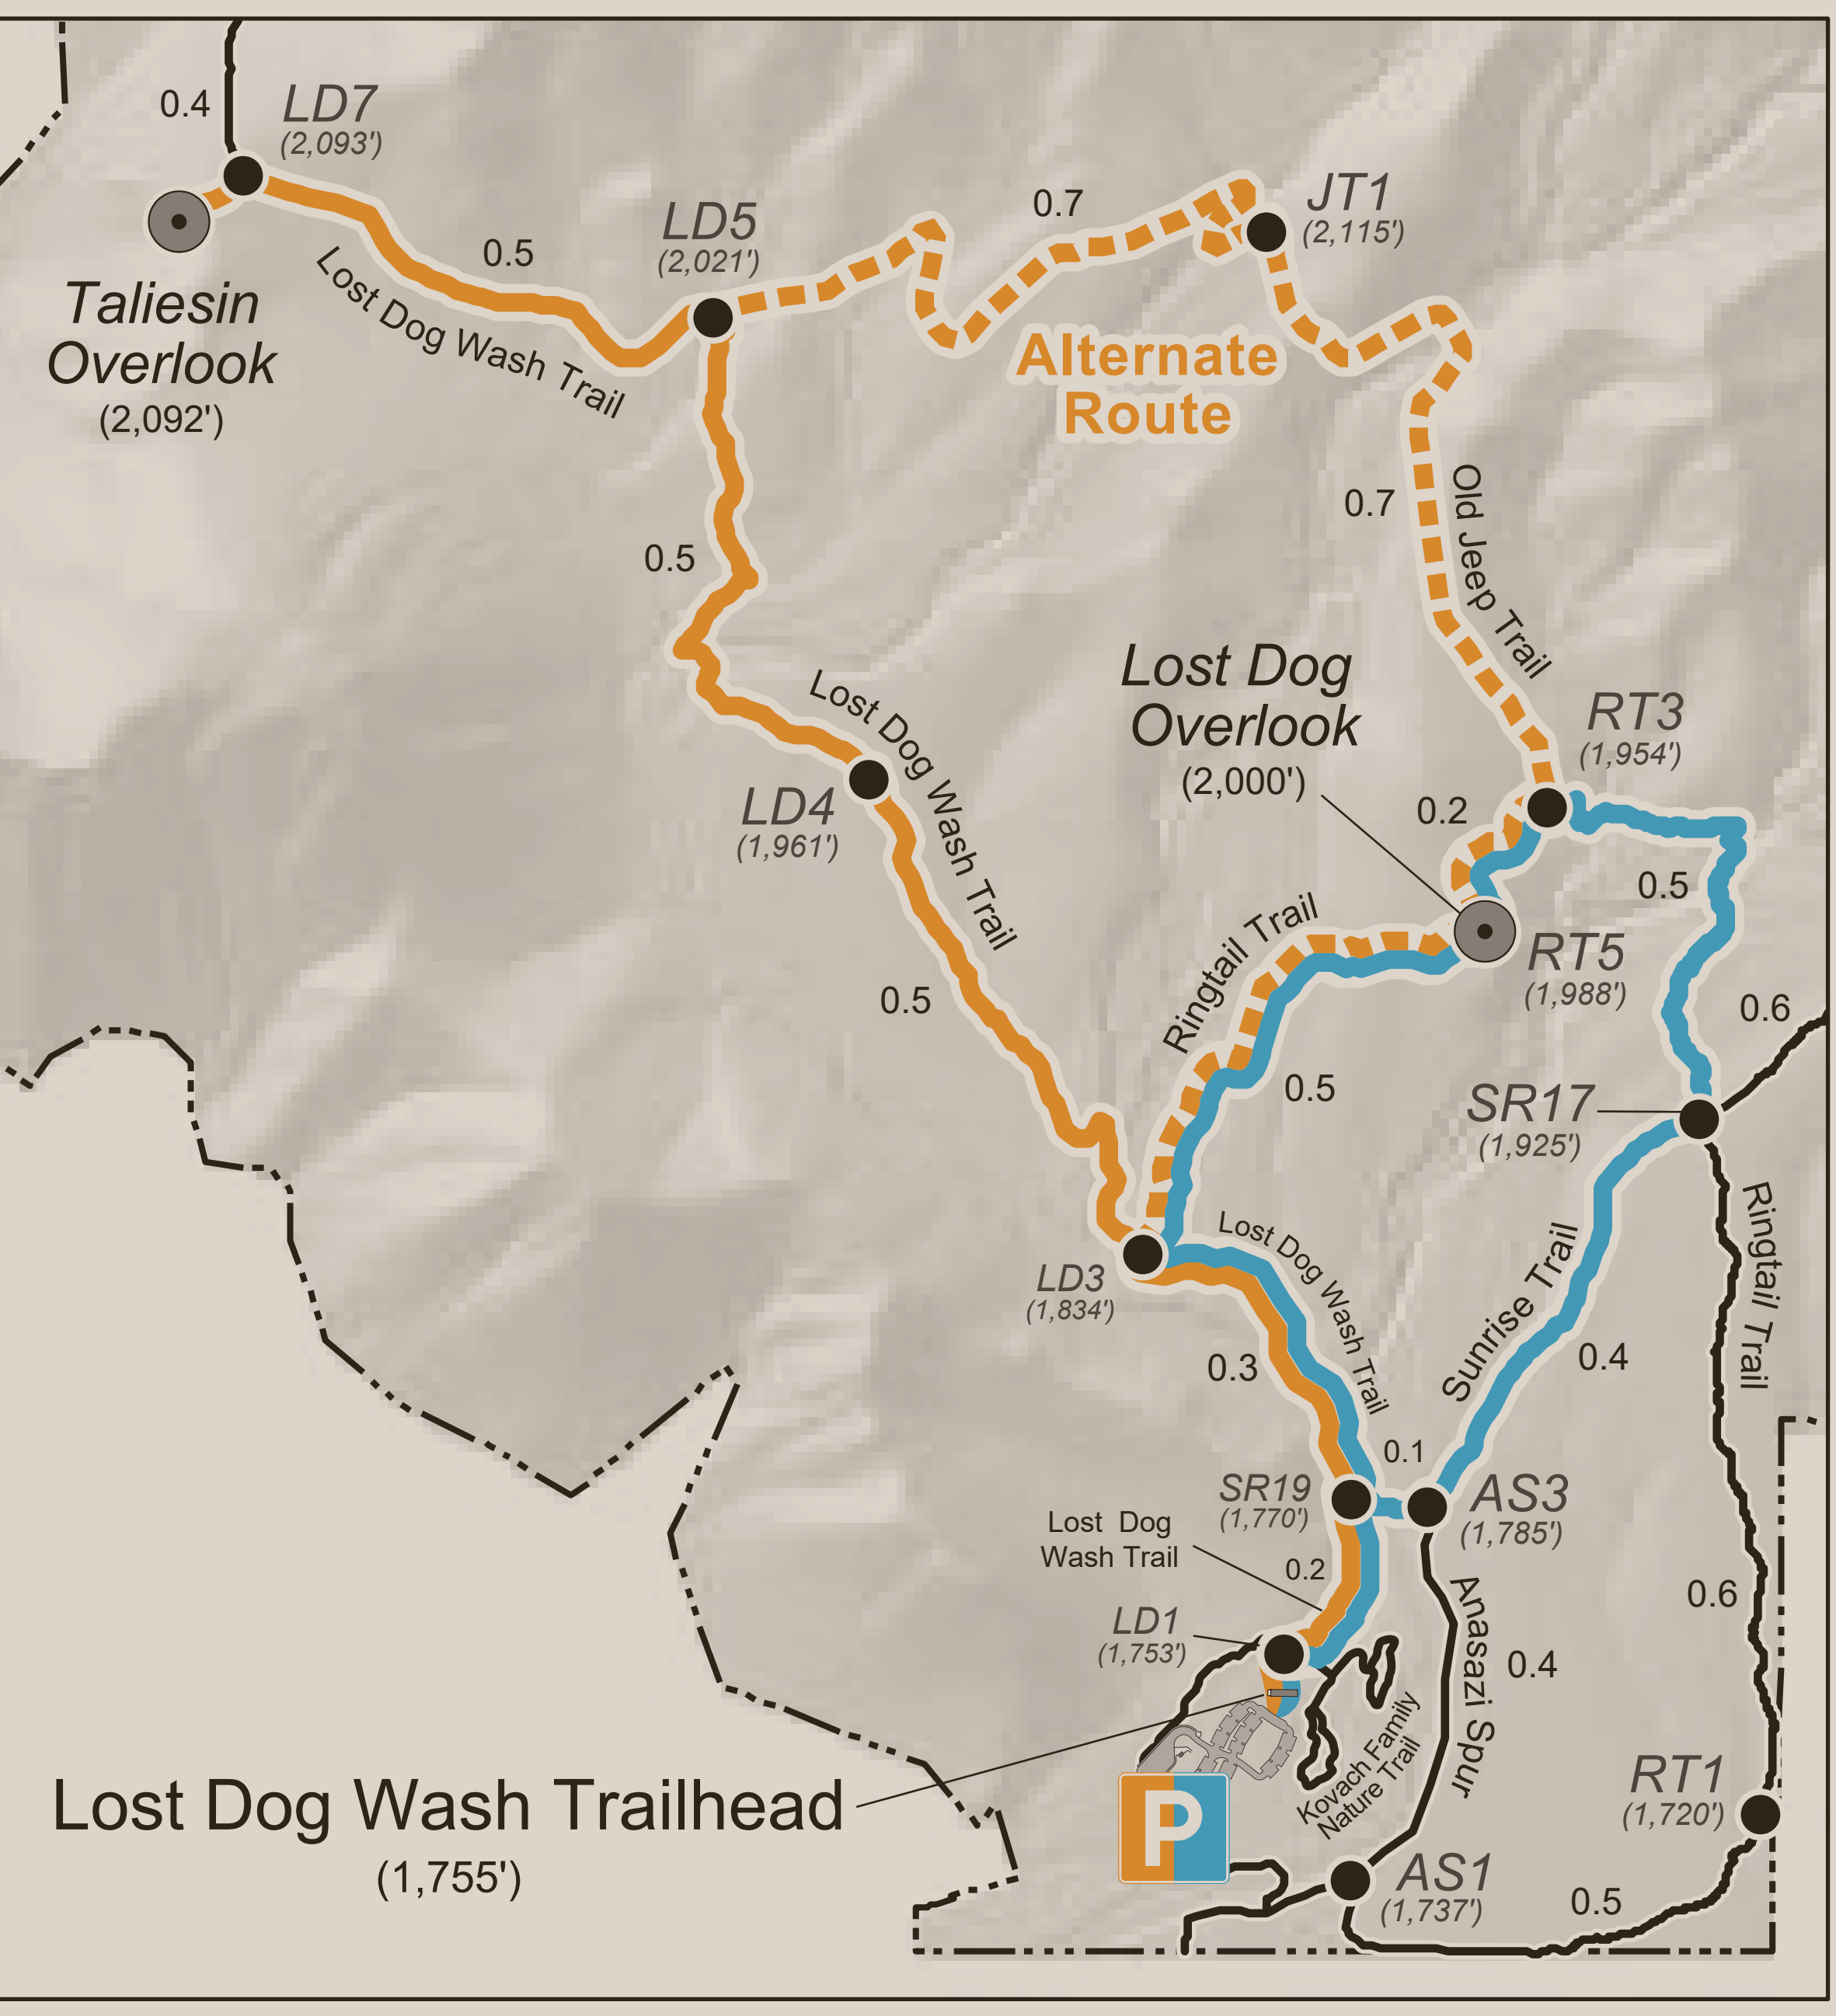 0.4
LD7
(2,093')
JT1
(2,115')
0.7
LD5
(2,021')
0.5
Lost Dog Wash Trail
Taliesin
Overlook
(2,092')
Alternate
Route
0.7
Old Jeep Trail
0.5
Lost Dog
Overlook
(2,000')
Lost Dog Wash Trail
RT3
(1,954')
LD4
(1,961')
0.2
0.5
Ringtail Trail
RT5
(1,988')
0.5
0.6
0.5
SR17
(1,925')
Ringtail Trail
Lost Dog Wash Trail
LD3
(1,834')
Sunrise Trail
0.3
0.4
0.1
SR19
(1,770')
AS3
(1,785')
Lost Dog
Wash Trail
0.2
0.6
LD1
(1,753')
Anasazi Spur
0.4
Kovach Family
Nature Trail
Lost Dog Wash Trailhead
(1,755')
P
RT1
(1,720')
AS1
(1,737')
0.5